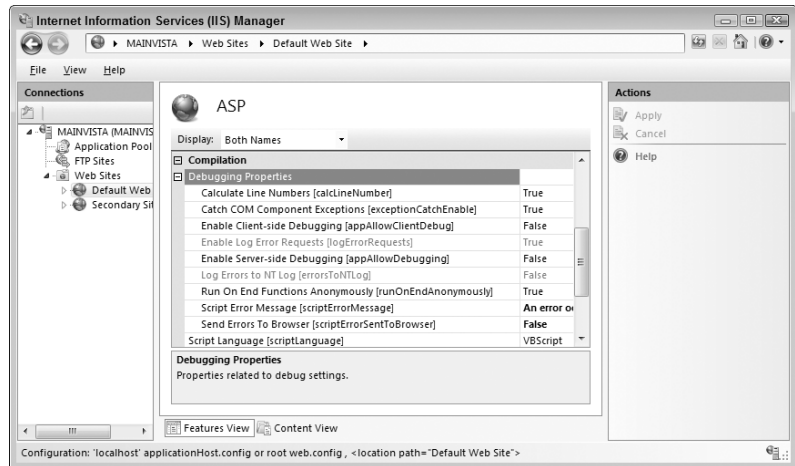 Internet Information Services (IIS) Manager
MAINVISTA Web Sites Default Web Site
File View Help
Connections
MAINVISTA (MAINVIS
Application Pool
FTP Sites
Web Sites
Default Web
Secondary Sit
ASP
Display: Both Names
Compilation
Debugging Properties
Calculate Line Numbers [calcLineNumber] True
Catch COM Component Exceptions [exceptionCatchEnable] True
Enable Client-side Debugging [appAllowClientDebug] False
Enable Log Error Requests [logErrorRequests] True
Enable Server-side Debugging [appAllowDebugging] False
Log Errors to NT Log [errorsToNTLog] False
Run On End Functions Anonymously [runOnEndAnonymously] True
Script Error Message [scriptErrorMessage] An error o
Send Errors To Browser [scriptErrorSentToBrowser] False
Script Language [scriptLanguage] VBScript
Debugging Properties
Properties related to debug settings.
Features View Content View
Actions
Apply
Cancel
Help
Configuration: 'localhost' applicationHost.config or root web.config , <location path="Default Web Site">